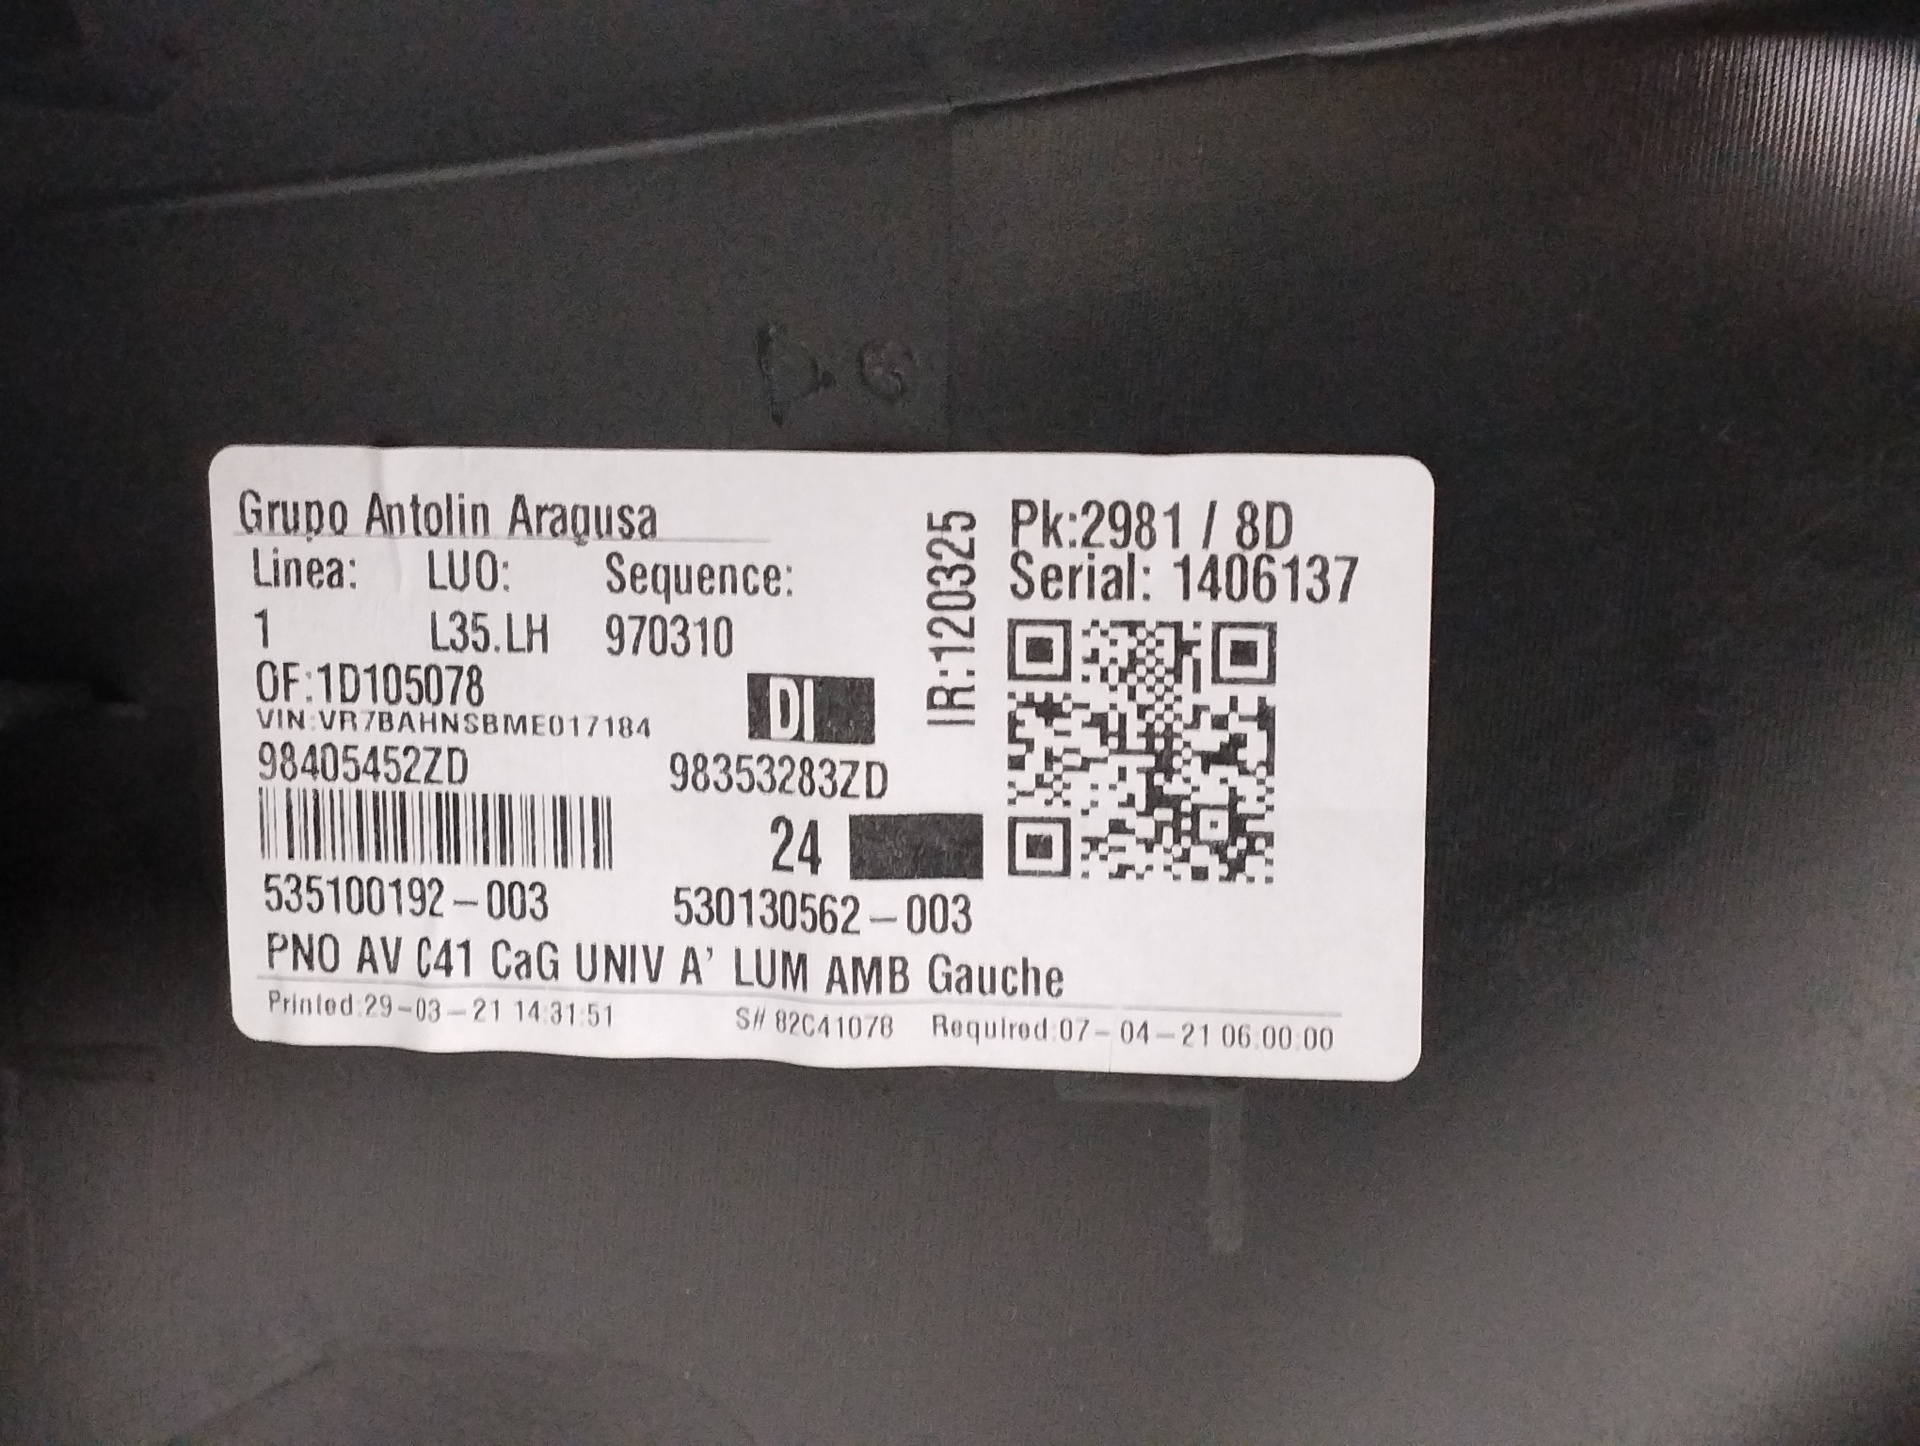 Grupo Antolin Aragusa
Linea: LUO: Sequence:
1 L35.LH 970310
OF:1D105078
DI
VIN:VR7BAHNSBME017184
98405452ZD 98353283ZD
24
535100192-003 530130562-003
PNO AV C41 CaG UNIV A' LUM AMB Gauche
Printed:29-03-21 14:31:51 S# 82C41078 Required:07-04-21 06:00:00
IR:120325
Pk:2981 / 8D
Serial: 1406137